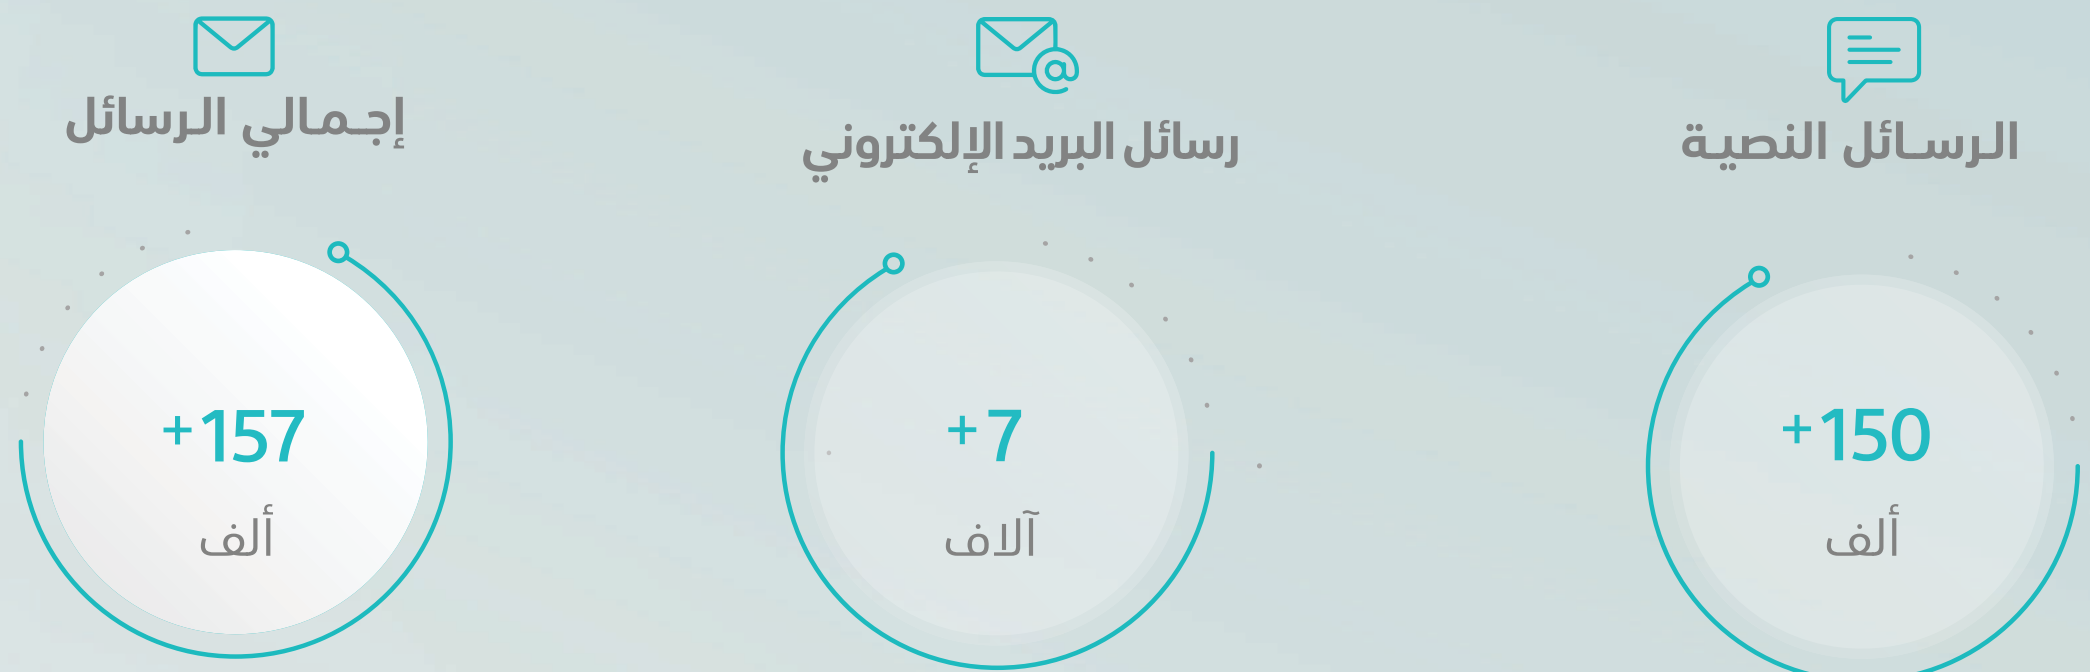 الرسائل النصية
+150
ألف
رسائل البريد الإلكتروني
+7
آلاف
إجمالي الرسائل
+157
ألف